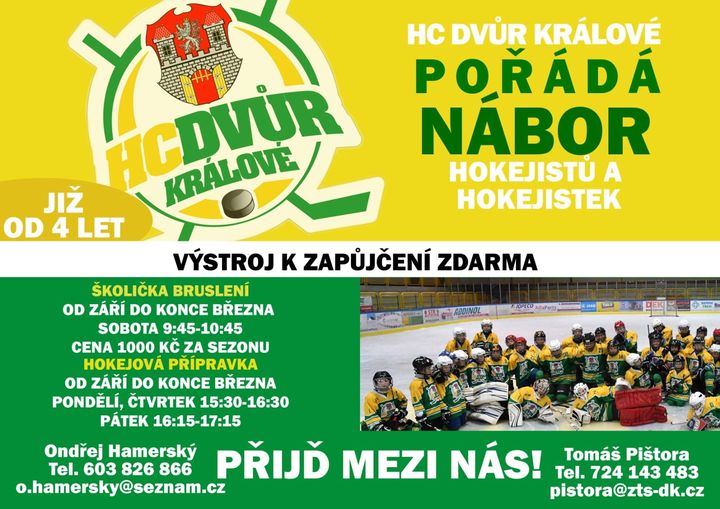 HC DVŮR
KRÁLOVÉ
HC DVŮR KRÁLOVÉ
POŘÁDÁ
NÁBOR
HOKEJISTŮ A
HOKEJISTEK
JIŽ
OD 4 LET
VÝSTROJ K ZAPŮJČENÍ ZDARMA
ŠKOLIČKA BRUSLENÍ
OD ZÁŘÍ DO KONCE BŘEZNA
SOBOTA 9:45-10:45
CENA 1000 KČ ZA SEZONU
HOKEJOVÁ PŘÍPRAVKA
OD ZÁŘÍ DO KONCE BŘEZNA
PONDĚLÍ, ČTVRTEK 15:30-16:30
PÁTEK 16:15-17:15
Ondřej Hamerský
Tel. 603 826 866
o.hamersky@seznam.cz
PŘIJĎ MEZI NÁS!
Tomáš Pištora
Tel. 724 143 483
pistora@zts-dk.cz